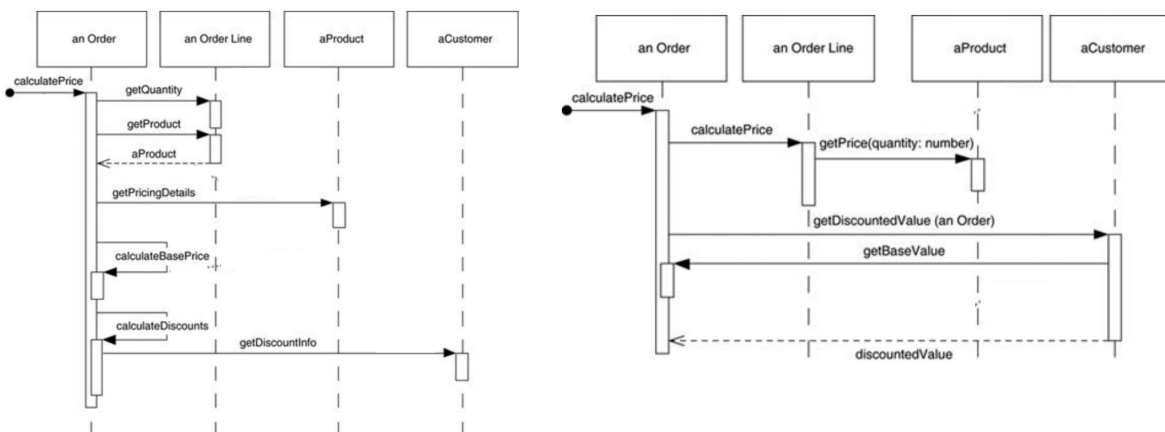 an Order
an Order Line
aProduct
aCustomer
calculatePrice
getQuantity
getProduct
aProduct
getPricingDetails
calculateBasePrice
calculateDiscounts
getDiscountInfo
an Order
an Order Line
aProduct
aCustomer
calculatePrice
calculatePrice
getPrice(quantity: number)
getDiscountedValue (an Order)
getBaseValue
discountedValue